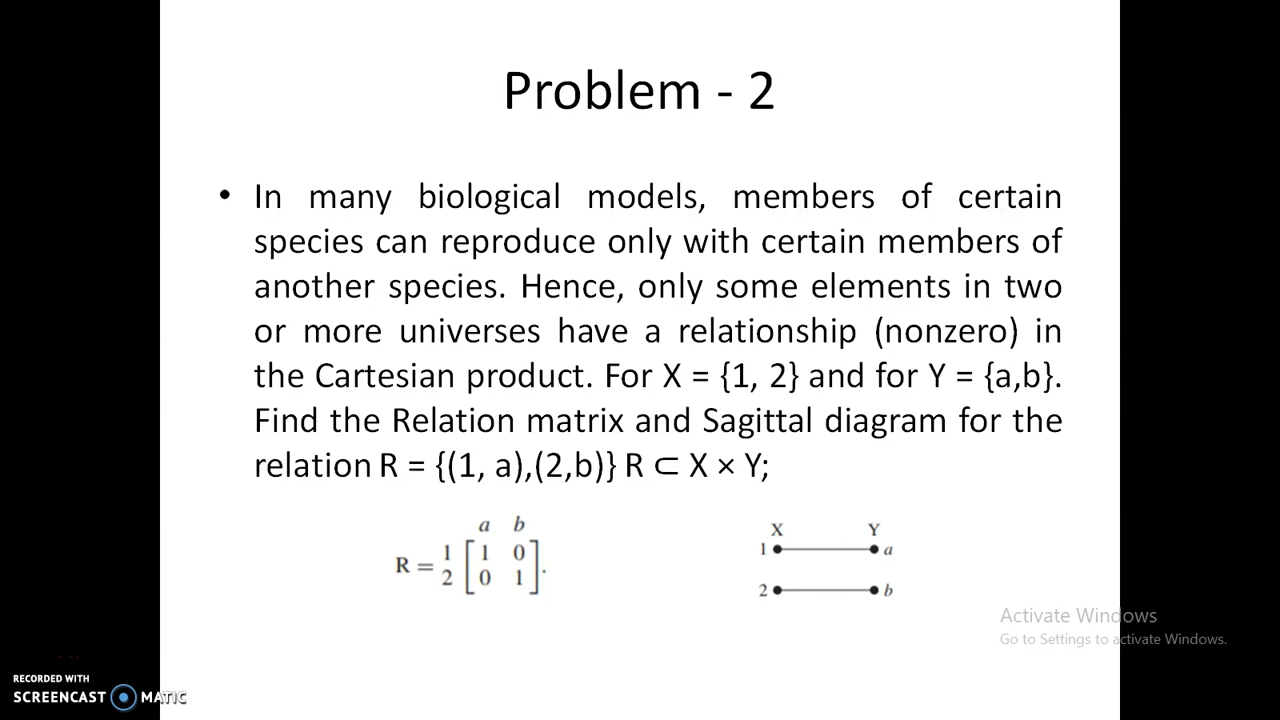 Problem - 2
• In many biological models, members of certain
species can reproduce only with certain members of
another species. Hence, only some elements in two
or more universes have a relationship (nonzero) in
the Cartesian product. For X = {1, 2} and for Y = {a,b}.
Find the Relation matrix and Sagittal diagram for the
relation R = {(1, a),(2,b)} R ⊂ X × Y;
a b
R = 1 [1 0]
2 [0 1].
X Y
1 a
2 b
Activate Windows
Go to Settings to activate Windows.
RECORDED WITH
SCREENCAST MATIC